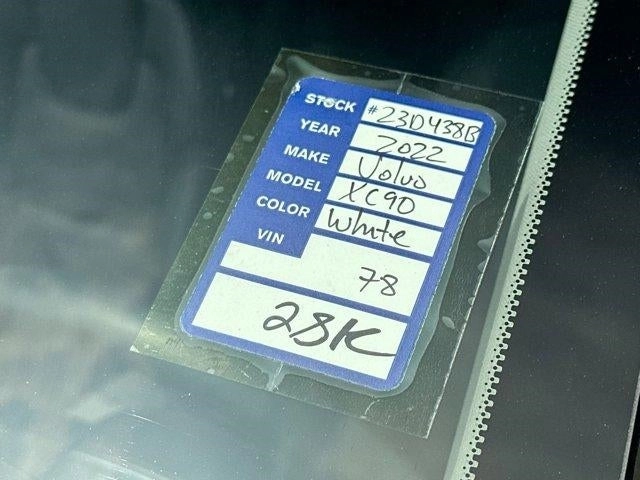 STOCK #23D438B
YEAR 2022
MAKE Volvo
MODEL XC90
COLOR White
VIN
78
28K